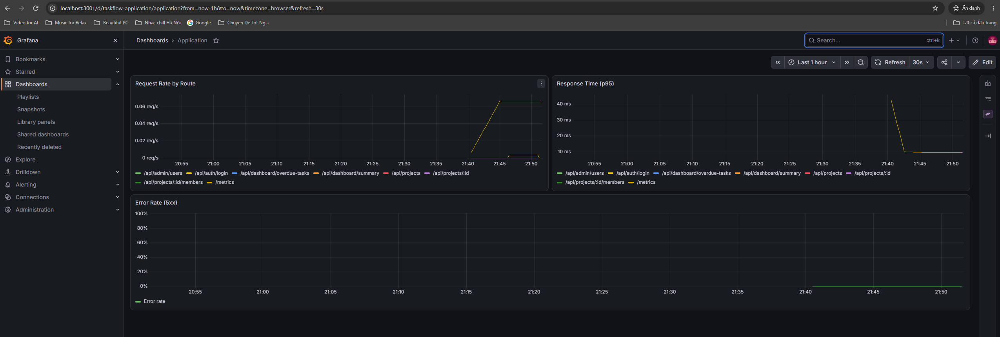 localhost:3001/d/taskflow-application/application?from=now-1h&to=now&timezone=browser&refresh=30s
Ẩn danh
Video for AI
Music for Relax
Beautiful PC
Nhạc chill Hà Nội
Google
Chuyen De Tot Ng...
Tất cả dấu trang
Grafana
Dashboards › Application
Search...
ctrl+k
Bookmarks
Starred
Dashboards
Playlists
Snapshots
Library panels
Shared dashboards
Recently deleted
Explore
Drilldown
Alerting
Connections
Administration
Last 1 hour
Refresh
30s
Edit
Request Rate by Route
0.06 req/s
0.04 req/s
0.02 req/s
0 req/s
20:55 21:00 21:05 21:10 21:15 21:20 21:25 21:30 21:35 21:40 21:45 21:50
/api/admin/users /api/auth/login /api/dashboard/overdue-tasks /api/dashboard/summary /api/projects /api/projects/:id
/api/projects/:id/members /metrics
Response Time (p95)
40 ms
30 ms
20 ms
10 ms
20:55 21:00 21:05 21:10 21:15 21:20 21:25 21:30 21:35 21:40 21:45 21:50
/api/admin/users /api/auth/login /api/dashboard/overdue-tasks /api/dashboard/summary /api/projects /api/projects/:id
/api/projects/:id/members /metrics
Error Rate (5xx)
100%
80%
60%
40%
20%
0%
20:55 21:00 21:05 21:10 21:15 21:20 21:25 21:30 21:35 21:40 21:45 21:50
Error rate